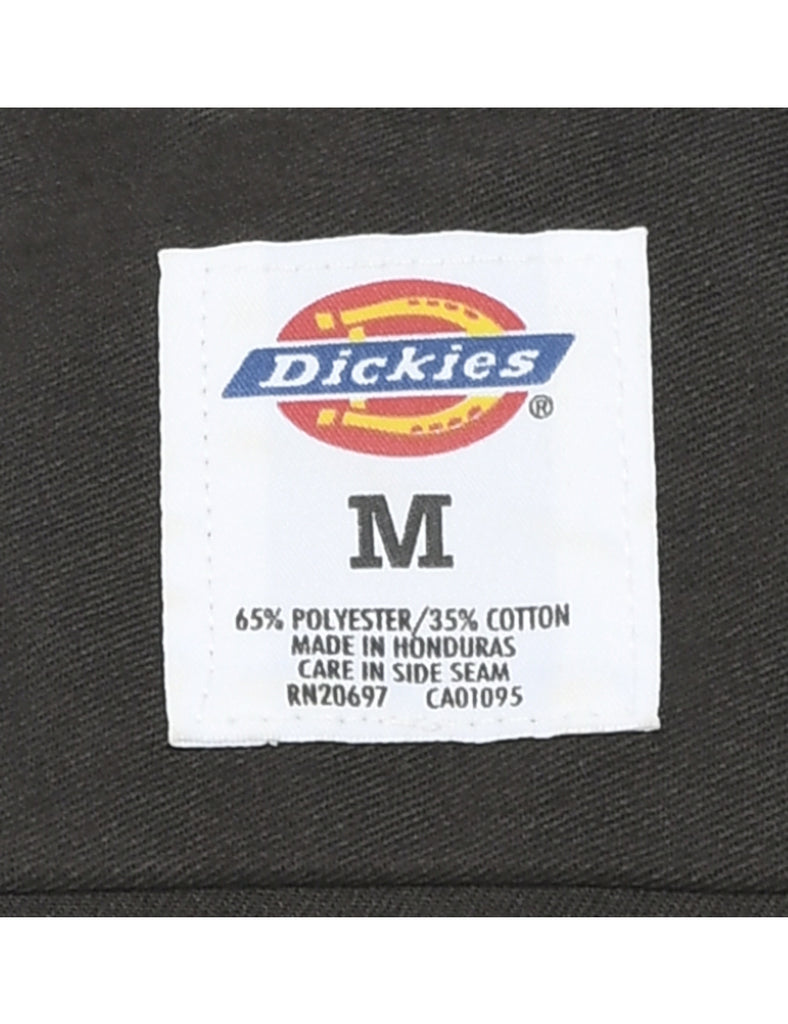 Dickies®
M
65% POLYESTER/35% COTTON
MADE IN HONDURAS
CARE IN SIDE SEAM
RN20697 CA01095